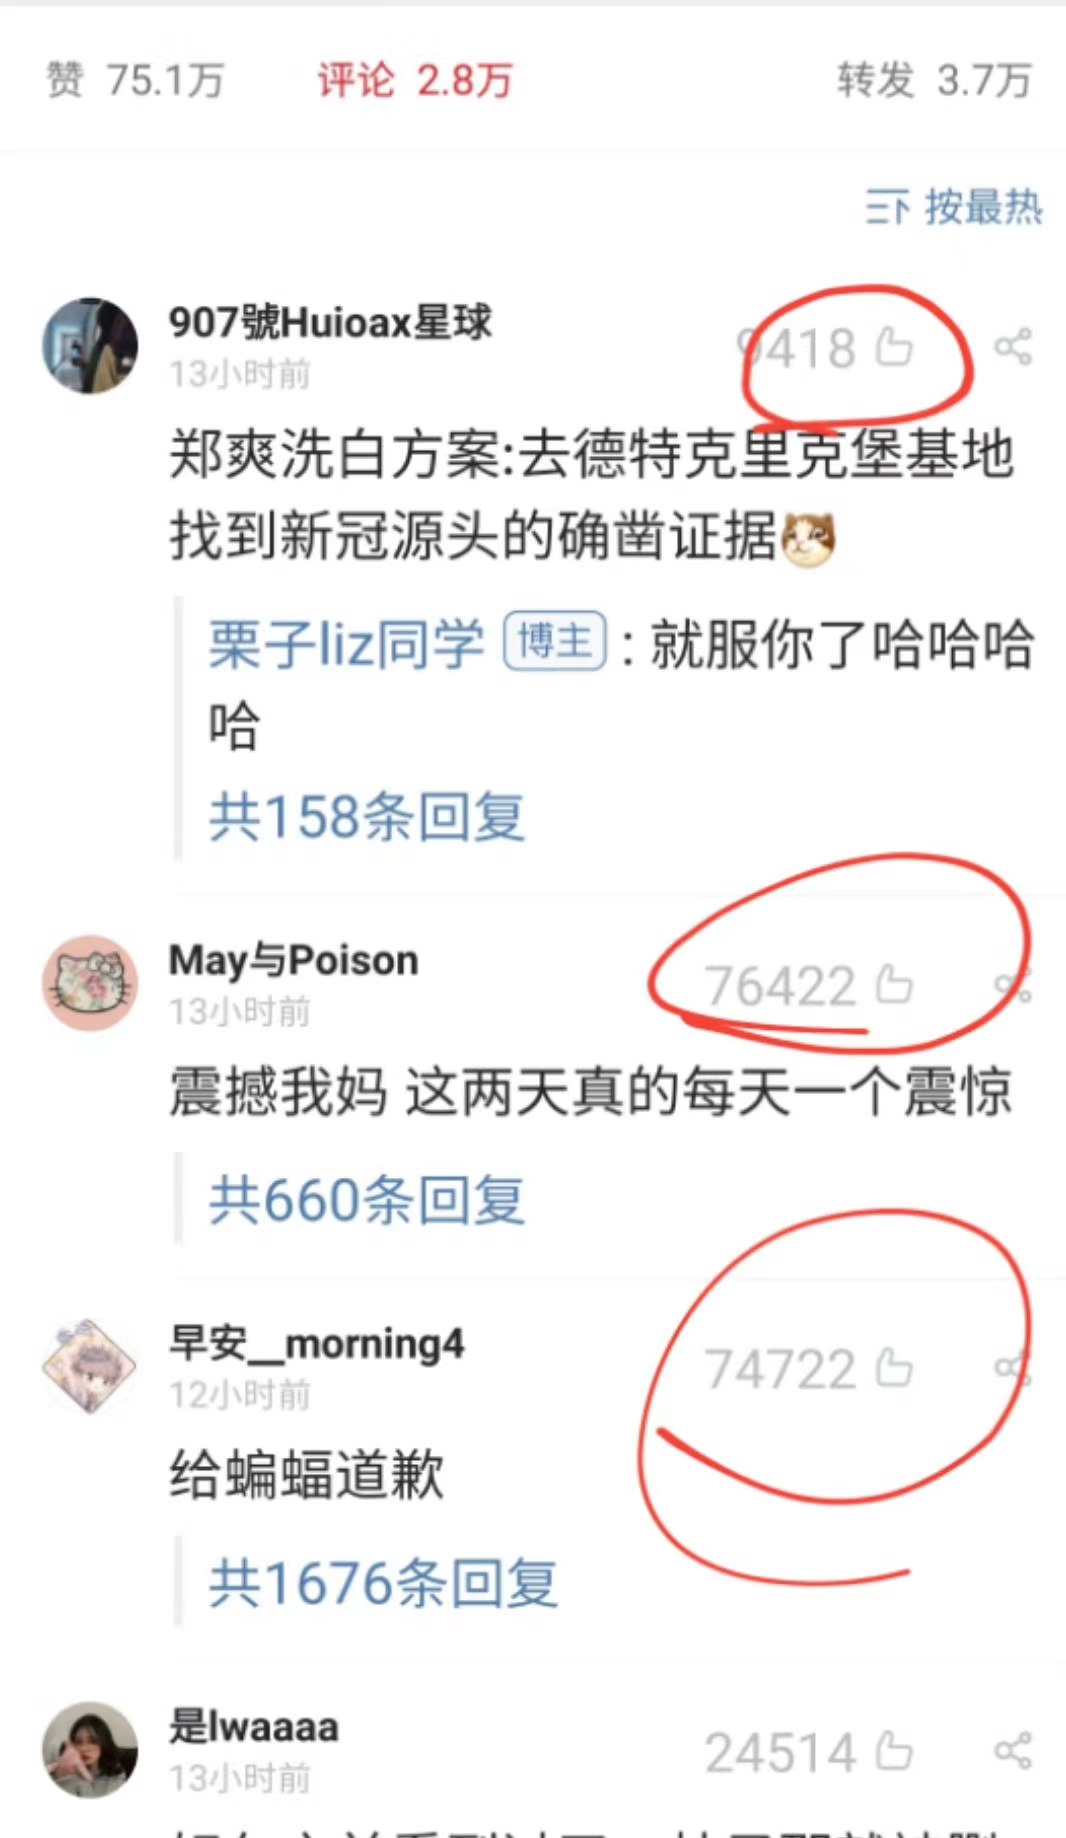 赞 75.1万 评论 2.8万 转发 3.7万
按最热
907號Huioax星球 9418
13小时前
郑爽洗白方案:去德特克里克堡基地
找到新冠源头的确凿证据
栗子liz同学 博主 : 就服你了哈哈哈
哈
共158条回复
May与Poison 76422
13小时前
震撼我妈 这两天真的每天一个震惊
共660条回复
早安__morning4 74722
12小时前
给蝙蝠道歉
共1676条回复
是lwaaaa 24514
13小时前